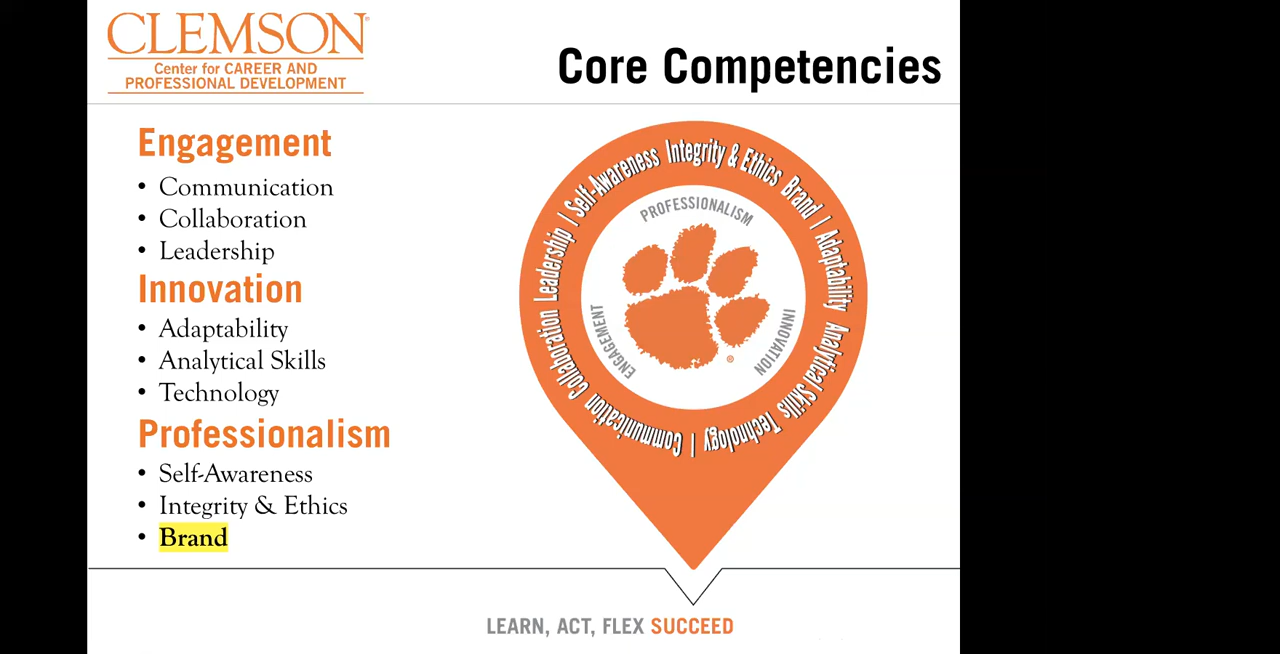 CLEMSON®
Center for CAREER AND
PROFESSIONAL DEVELOPMENT
Core Competencies
Engagement
• Communication
• Collaboration
• Leadership
Innovation
• Adaptability
• Analytical Skills
• Technology
Professionalism
• Self-Awareness
• Integrity & Ethics
• Brand
Communication Collaboration Leadership | Self-Awareness Integrity & Ethics Brand | Adaptability Analytical Skills Technology |
PROFESSIONALISM
ENGAGEMENT
INNOVATION
®
LEARN, ACT, FLEX SUCCEED